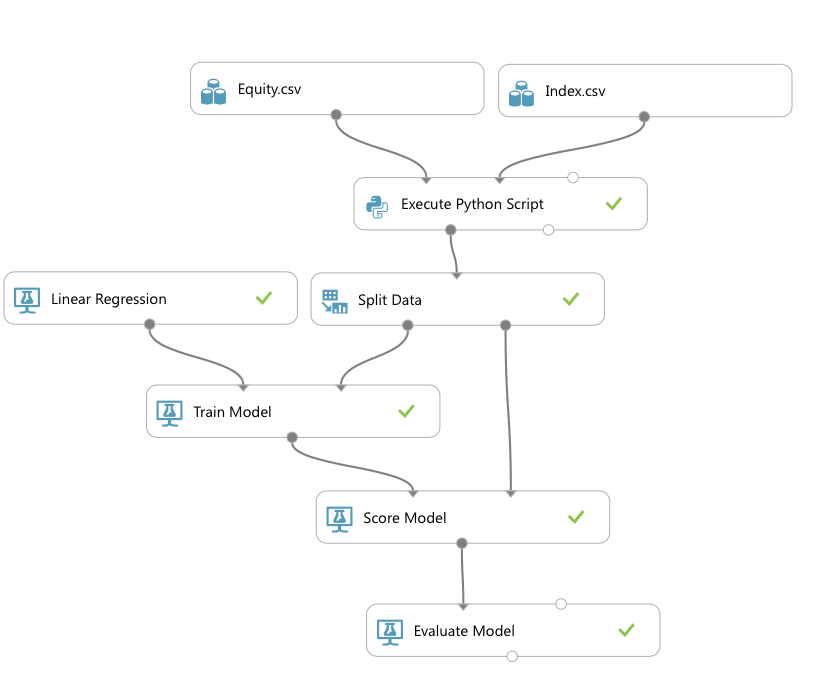 Equity.csv
Index.csv
Execute Python Script
Linear Regression
Split Data
Train Model
Score Model
Evaluate Model